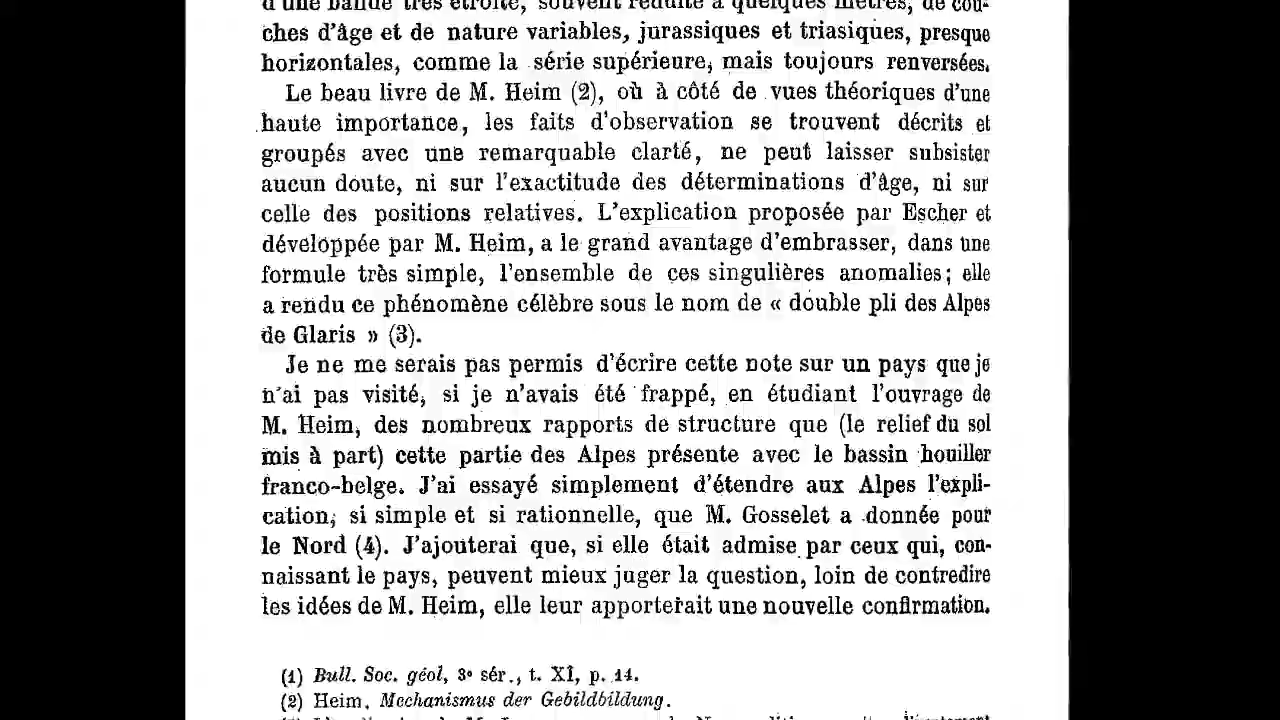 d'une bande très étroite, souvent réduite à quelques mètres, de cou-
ches d'âge et de nature variables, jurassiques et triasiques, presque
horizontales, comme la série supérieure, mais toujours renversées.
Le beau livre de M. Heim (2), où à côté de vues théoriques d'une
haute importance, les faits d'observation se trouvent décrits et
groupés avec une remarquable clarté, ne peut laisser subsister
aucun doute, ni sur l'exactitude des déterminations d'âge, ni sur
celle des positions relatives. L'explication proposée par Escher et
développée par M. Heim, a le grand avantage d'embrasser, dans une
formule très simple, l'ensemble de ces singulières anomalies; elle
a rendu ce phénomène célèbre sous le nom de « double pli des Alpes
de Glaris » (3).
Je ne me serais pas permis d'écrire cette note sur un pays que je
n'ai pas visité, si je n'avais été frappé, en étudiant l'ouvrage de
M. Heim, des nombreux rapports de structure que (le relief du sol
mis à part) cette partie des Alpes présente avec le bassin houiller
franco-belge. J'ai essayé simplement d'étendre aux Alpes l'expli-
cation, si simple et si rationnelle, que M. Gosselet a donnée pour
le Nord (4). J'ajouterai que, si elle était admise par ceux qui, con-
naissant le pays, peuvent mieux juger la question, loin de contredire
les idées de M. Heim, elle leur apporterait une nouvelle confirmation.
(1) Bull. Soc. géol, 3e sér., t. XI, p. 14.
(2) Heim, Mechanismus der Gebildbildung.